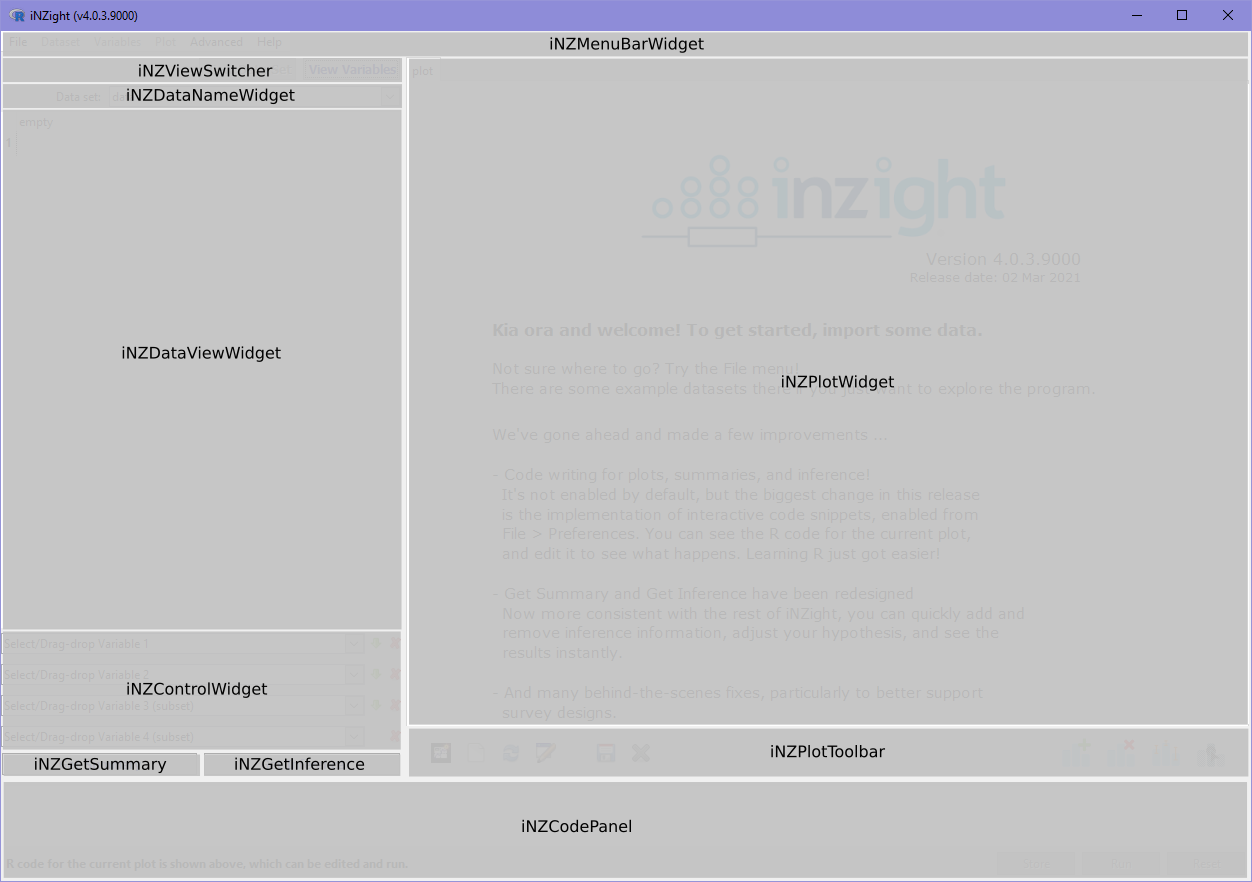 iNZight (v4.0.3.9000)
File Dataset Variables Plot Advanced Help
iNZMenuBarWidget
iNZViewSwitcher
View Variables
plot
Data set:
iNZDataNameWidget
empty
1
iNZDataViewWidget
inzight
Version 4.0.3.9000
Release date: 02 Mar 2021
Kia ora and welcome! To get started, import some data.
Not sure where to go? Try the File menu!
iNZPlotWidget
There are some example datasets there if you just want to explore the program.
We've gone ahead and made a few improvements ...
- Code writing for plots, summaries, and inference!
It's not enabled by default, but the biggest change in this release
is the implementation of interactive code snippets, enabled from
File > Preferences. You can see the R code for the current plot,
and edit it to see what happens. Learning R just got easier!
- Get Summary and Get Inference have been redesigned
Now more consistent with the rest of iNZight, you can quickly add and
remove inference information, adjust your hypothesis, and see the
results instantly.
- And many behind-the-scenes fixes, particularly to better support
survey designs.
Select/Drag-drop Variable 1
Select/Drag-drop Variable 2
iNZControlWidget
Select/Drag-drop Variable 3 (subset)
Select/Drag-drop Variable 4 (subset)
iNZGetSummary
iNZGetInference
iNZPlotToolbar
iNZCodePanel
R code for the current plot is shown above, which can be edited and run.